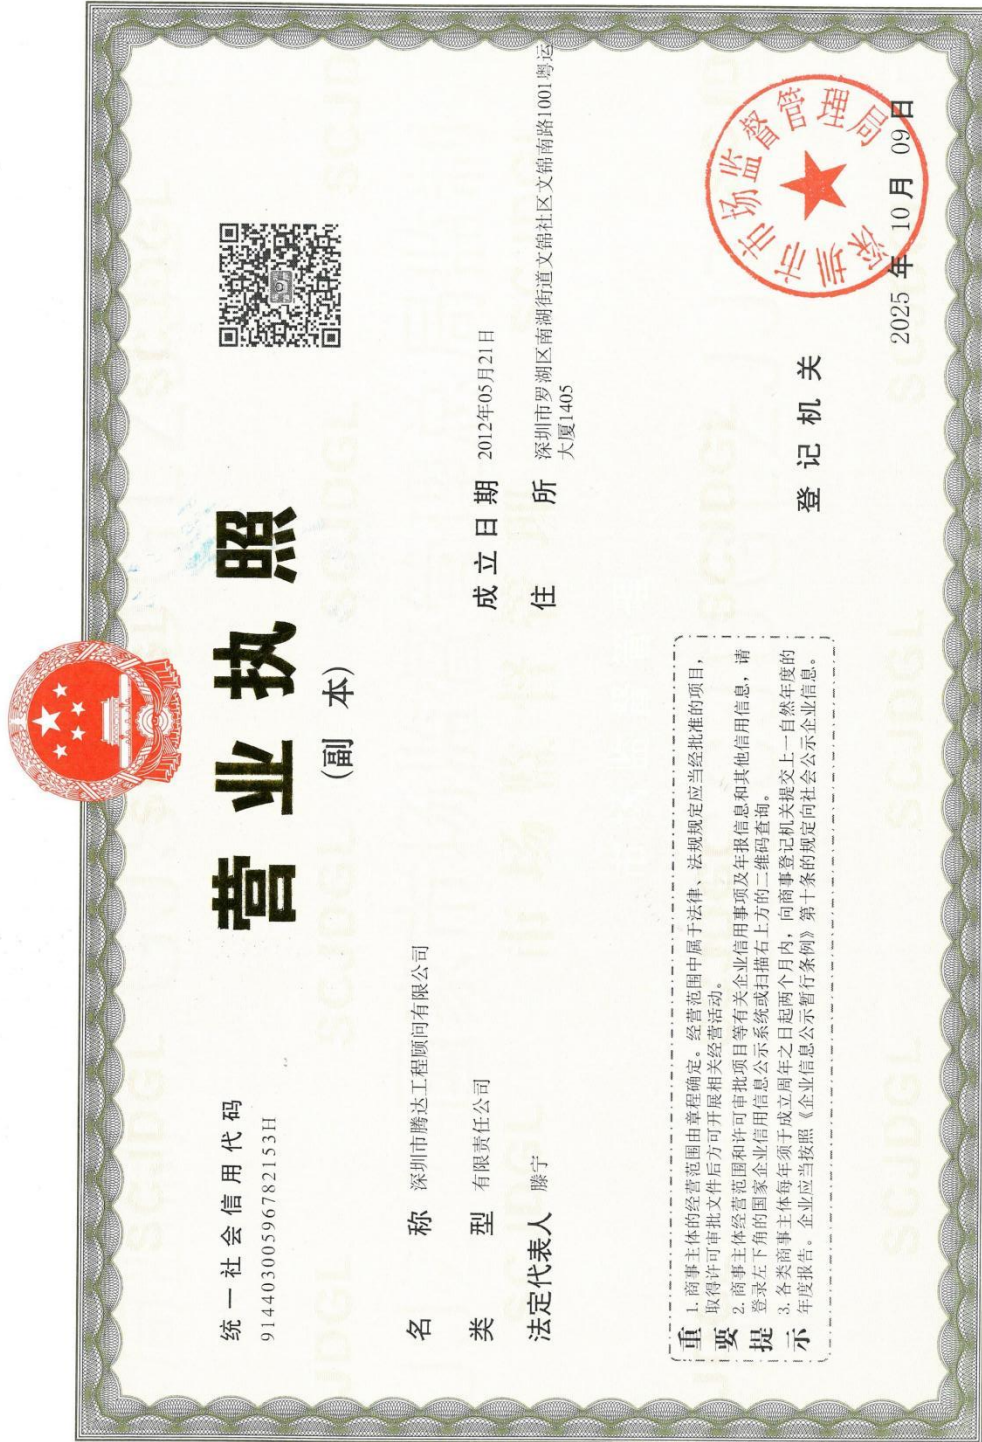 统一社会信用代码
91440300596782153H
营业执照
(副 本)
名 称 深圳市腾达工程顾问有限公司
类 型 有限责任公司
法定代表人 滕宁
成立日期 2012年05月21日
住 所 深圳市罗湖区南湖街道文锦社区文锦南路1001粤运
大厦1405
重要提示
1. 商事主体的经营范围由章程确定。经营范围中属于法律、法规规定应当经批准的项目,
取得许可审批文件后方可开展相关经营活动。
2. 商事主体经营范围和许可审批项目等有关企业信用事项及年报信息和其他信用信息,请
登录左下角的国家企业信用信息公示系统或扫描右上方的二维码查询。
3. 各类商事主体每年须于成立周年之日起两个月内,向商事登记机关提交上一自然年度的
年度报告。企业应当按照《企业信息公示暂行条例》第十条的规定向社会公示企业信息。
登记机关
深圳市市场监督管理局
2025 年 10 月 09 日
SCJDGL